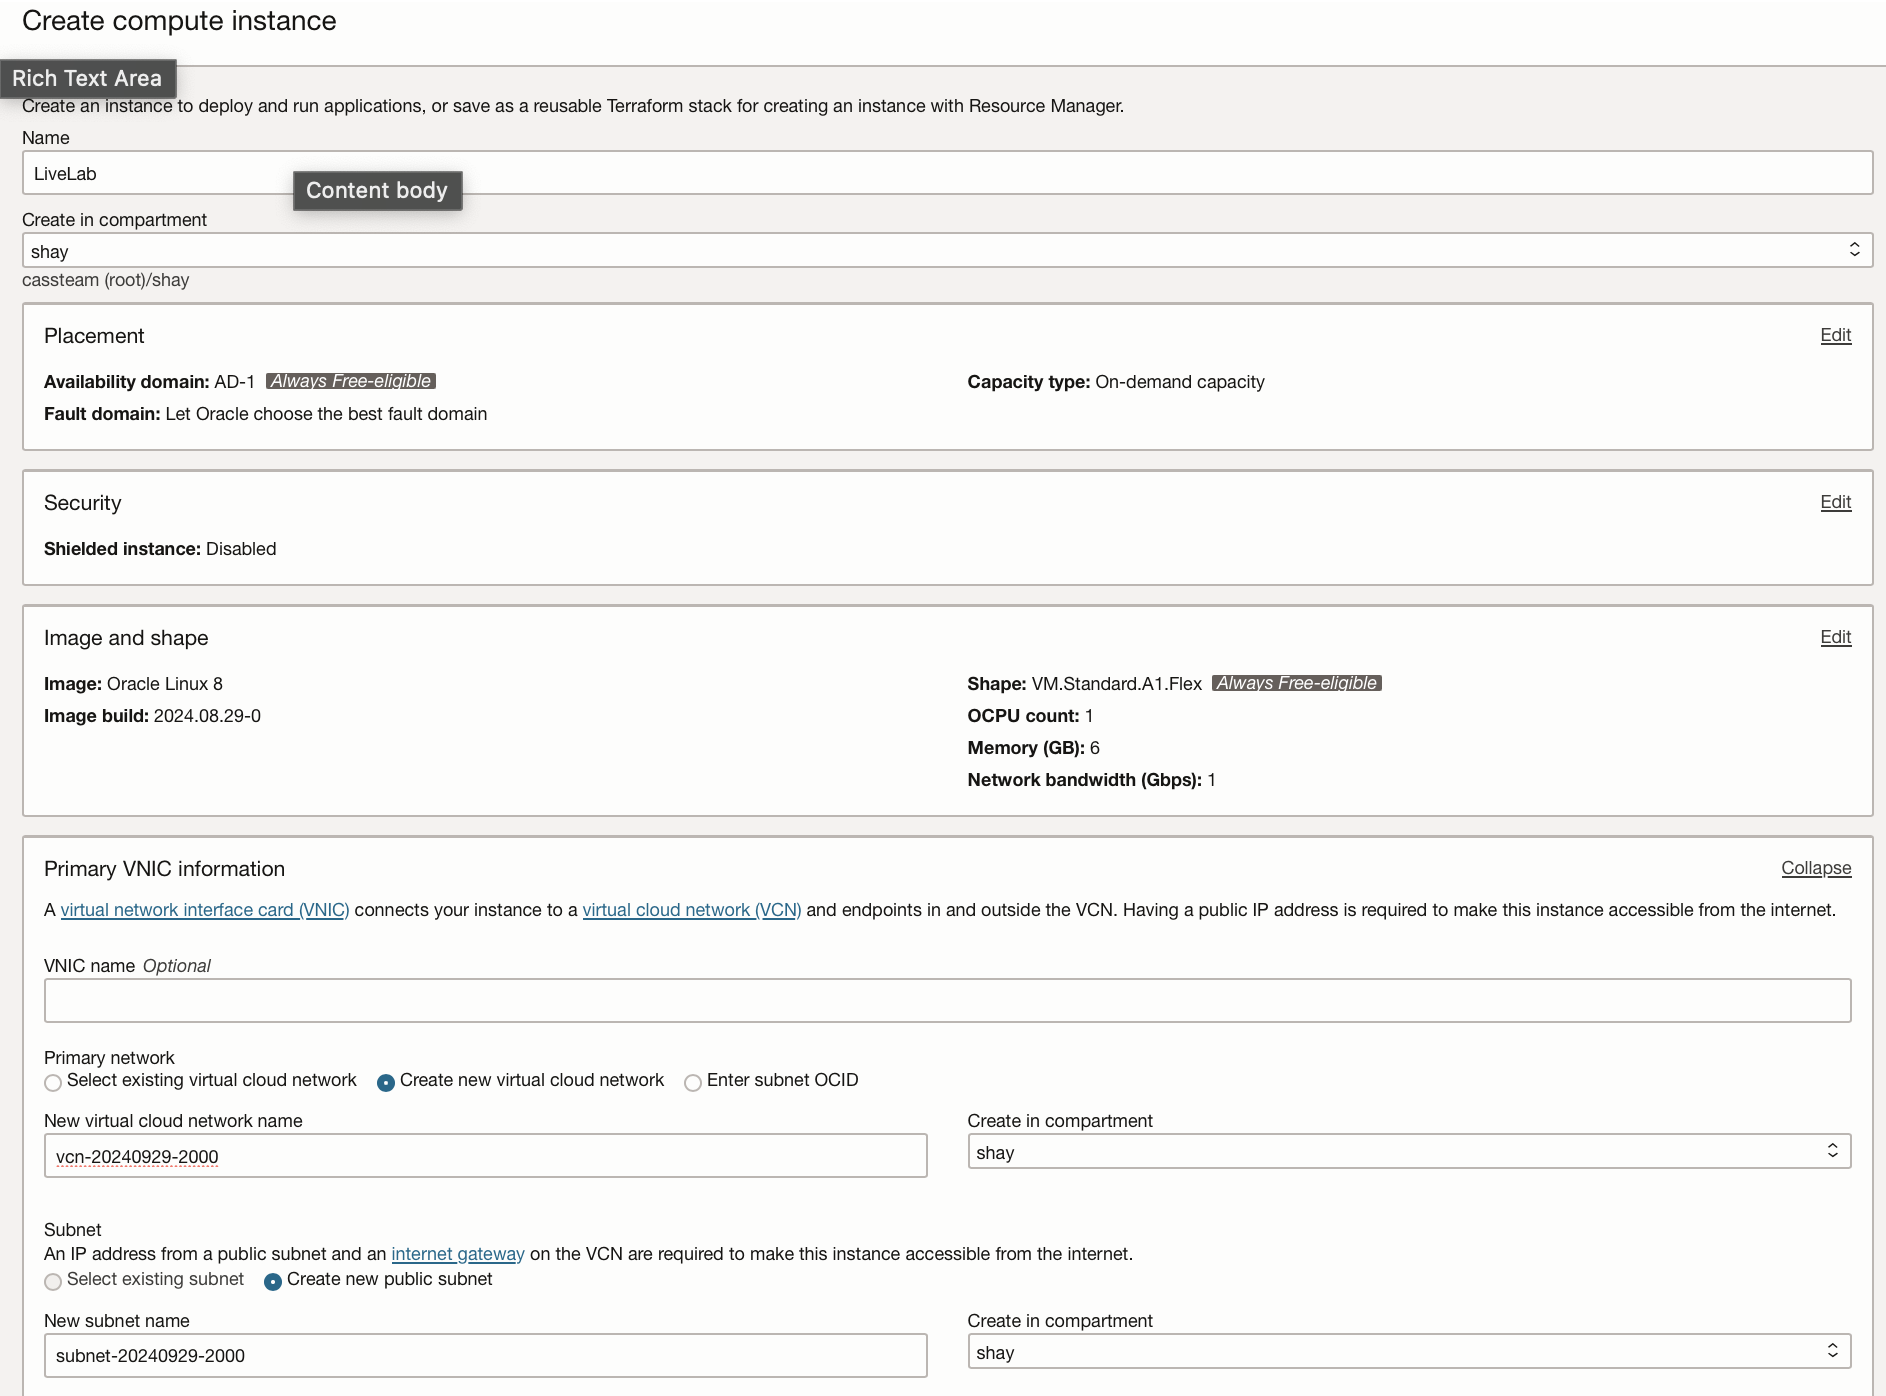 Create compute instance
Rich Text Area
Create an instance to deploy and run applications, or save as a reusable Terraform stack for creating an instance with Resource Manager.
Name
LiveLab
Content body
Create in compartment
shay
cassteam (root)/shay
Placement
Edit
Availability domain: AD-1 Always Free-eligible
Capacity type: On-demand capacity
Fault domain: Let Oracle choose the best fault domain
Security
Edit
Shielded instance: Disabled
Image and shape
Edit
Image: Oracle Linux 8
Image build: 2024.08.29-0
Shape: VM.Standard.A1.Flex Always Free-eligible
OCPU count: 1
Memory (GB): 6
Network bandwidth (Gbps): 1
Primary VNIC information
Collapse
A virtual network interface card (VNIC) connects your instance to a virtual cloud network (VCN) and endpoints in and outside the VCN. Having a public IP address is required to make this instance accessible from the internet.
VNIC name Optional
Primary network
Select existing virtual cloud network Create new virtual cloud network Enter subnet OCID
New virtual cloud network name
vcn-20240929-2000
Create in compartment
shay
Subnet
An IP address from a public subnet and an internet gateway on the VCN are required to make this instance accessible from the internet.
Select existing subnet Create new public subnet
New subnet name
subnet-20240929-2000
Create in compartment
shay